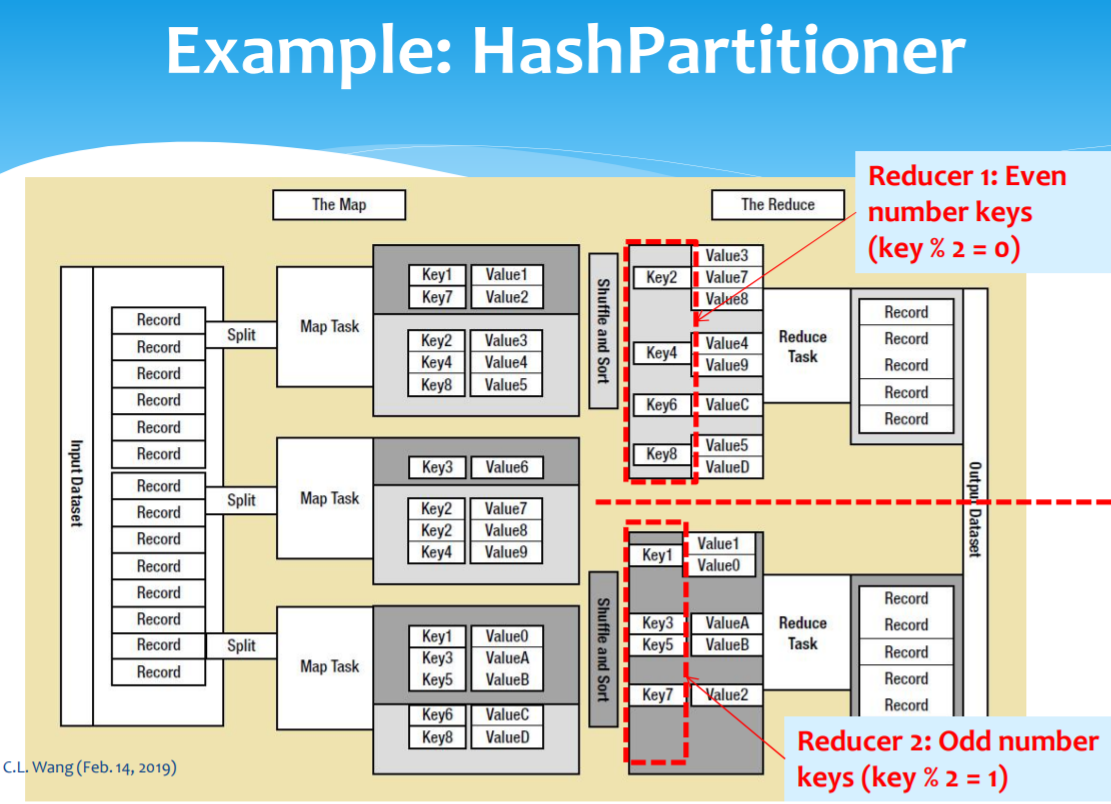 Example: HashPartitioner
Reducer 1: Even
number keys
(key % 2 = 0)
The Map
The Reduce
Input Dataset
Record
Record
Record
Record
Record
Record
Record
Record
Record
Record
Record
Record
Record
Record
Split
Split
Split
Map Task
Map Task
Map Task
Key1 Value1
Key7 Value2
Key2 Value3
Key4 Value4
Key8 Value5
Key3 Value6
Key2 Value7
Key2 Value8
Key4 Value9
Key1 Value0
Key3 ValueA
Key5 ValueB
Key6 ValueC
Key8 ValueD
Shuffle and Sort
Key2
Value3
Value7
Value8
Key4
Value4
Value9
Key6 ValueC
Key8
Value5
ValueD
Reduce
Task
Record
Record
Record
Record
Record
Shuffle and Sort
Key1
Value1
Value0
Key3 ValueA
Key5 ValueB
Key7 Value2
Reduce
Task
Record
Record
Record
Record
Record
Output Dataset
Reducer 2: Odd number
keys (key % 2 = 1)
C.L. Wang (Feb. 14, 2019)